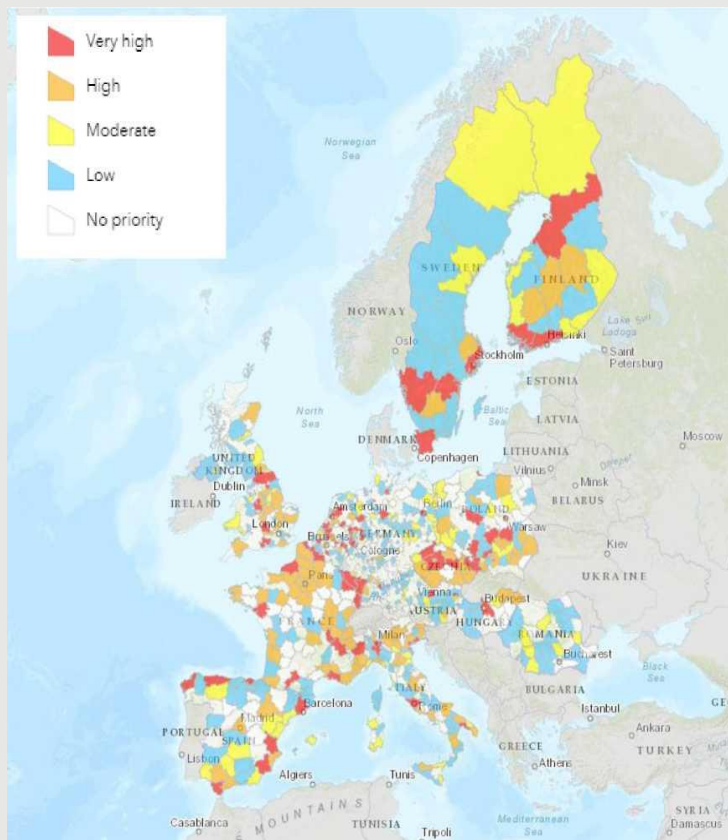 Very high
High
Moderate
Low
No priority
Norwegian
Sea
SWEDEN
FINLAND
NORWAY
Oslo
Helsinki
Lake
Ladoga
Saint
Petersburg
Stockholm
ESTONIA
North
Sea
Baltic
Sea
LATVIA
Moscow
DENMARK
Copenhagen
LITHUANIA
Vilnius
UNITED
KINGDOM
Dublin
IRELAND
Minsk
BELARUS
Amsterdam
Berlin
POLAND
London
Warsaw
Brussels
GERMANY
Cologne
Kiev
CZECHIA
Paris
UKRAINE
Vienna
Budapest
AUSTRIA
HUNGARY
FRANCE
Milan
ROMANIA
Bucharest
ITALY
Black
Sea
Barcelona
Rome
BULGARIA
Istanbul
PORTUGAL
Madrid
SPAIN
Ankara
Lisbon
GREECE
TURKEY
Athens
Algiers
Tunis
SYRIA
Casablanca
MOUNTAINS
TUNISIA
Mediterranean
Sea
Damascus
Tripoli